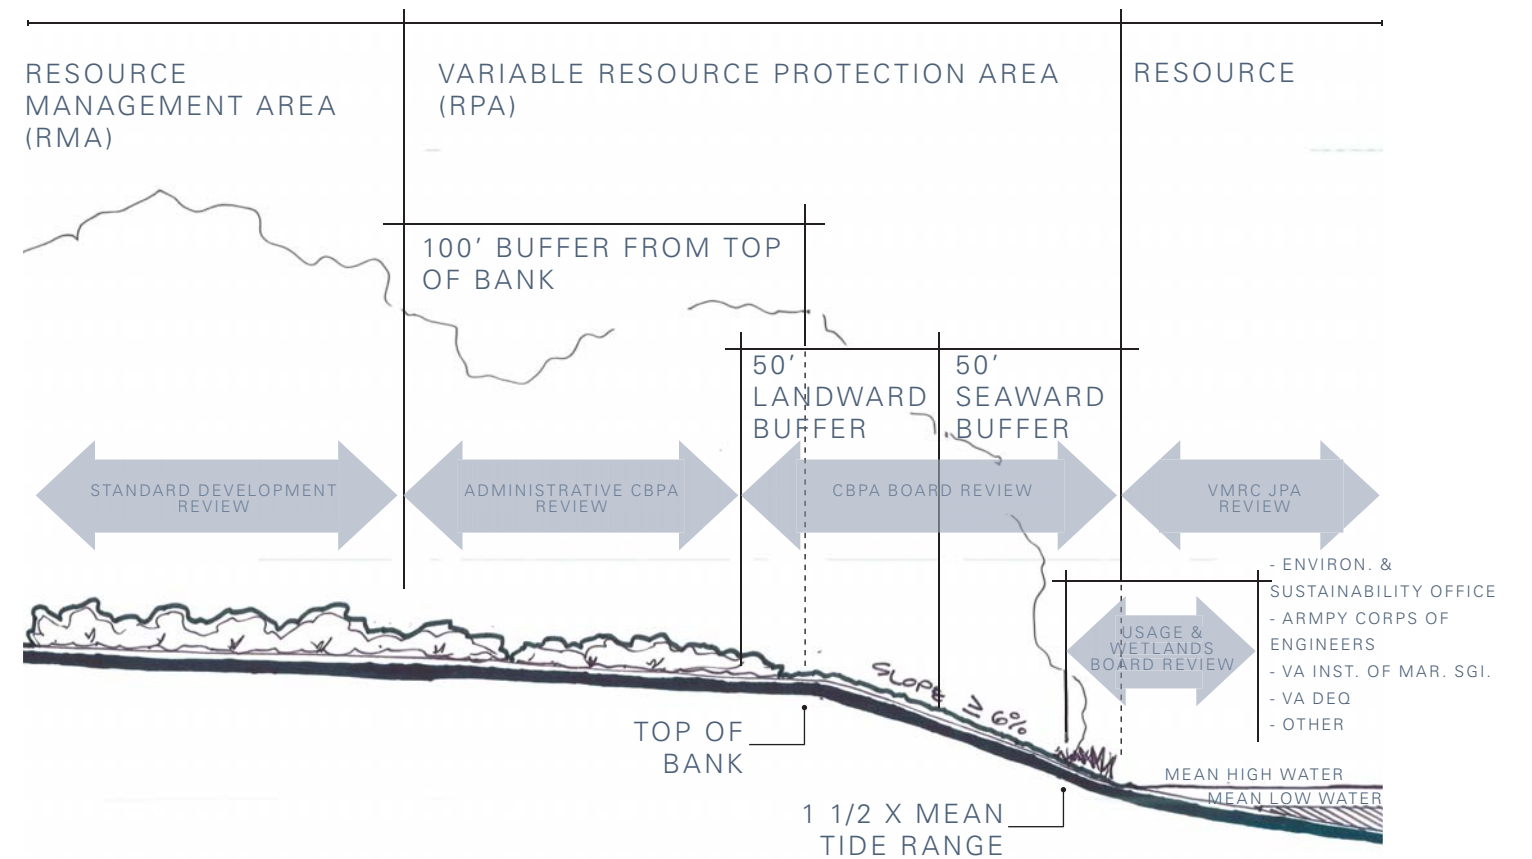 RESOURCE
MANAGEMENT AREA
(RMA)
VARIABLE RESOURCE PROTECTION AREA
(RPA)
RESOURCE
100' BUFFER FROM TOP
OF BANK
50'
LANDWARD
BUFFER
50'
SEAWARD
BUFFER
STANDARD DEVELOPMENT
REVIEW
ADMINISTRATIVE CBPA
REVIEW
CBPA BOARD REVIEW
VMRC JPA
REVIEW
- ENVIRON. &
SUSTAINABILITY OFFICE
- ARMPY CORPS OF
ENGINEERS
- VA INST. OF MAR. SGI.
- VA DEQ
- OTHER
USAGE &
WETLANDS
BOARD REVIEW
SLOPE ≥ 6%
TOP OF
BANK
1 1/2 X MEAN
TIDE RANGE
MEAN HIGH WATER
MEAN LOW WATER